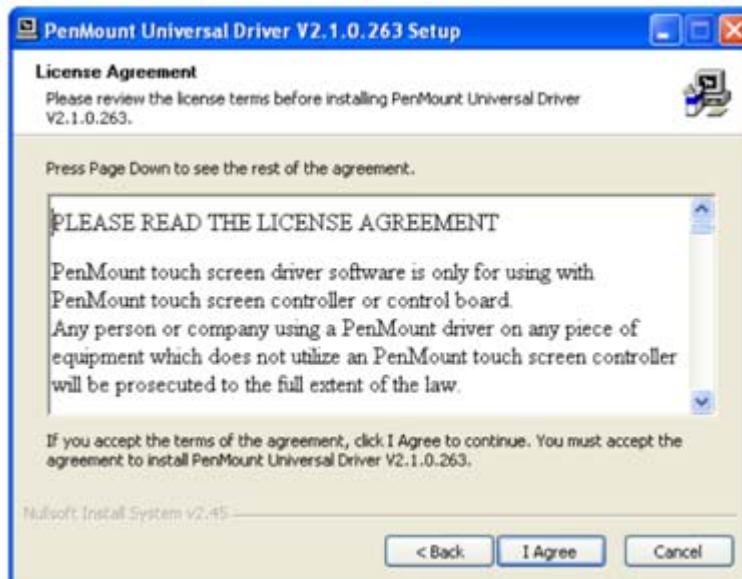 PenMount Universal Driver V2.1.0.263 Setup
License Agreement
Please review the license terms before installing PenMount Universal Driver
V2.1.0.263.
Press Page Down to see the rest of the agreement.
PLEASE READ THE LICENSE AGREEMENT
PenMount touch screen driver software is only for using with
PenMount touch screen controller or control board.
Any person or company using a PenMount driver on any piece of
equipment which does not utilize an PenMount touch screen controller
will be prosecuted to the full extent of the law.
If you accept the terms of the agreement, click I Agree to continue. You must accept the
agreement to install PenMount Universal Driver V2.1.0.263.
Nullsoft Install System v2.45
< Back I Agree Cancel